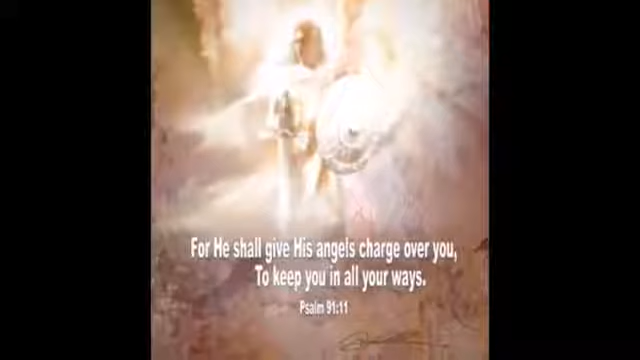 For He shall give His angels charge over you,
To keep you in all your ways.
Psalm 91:11